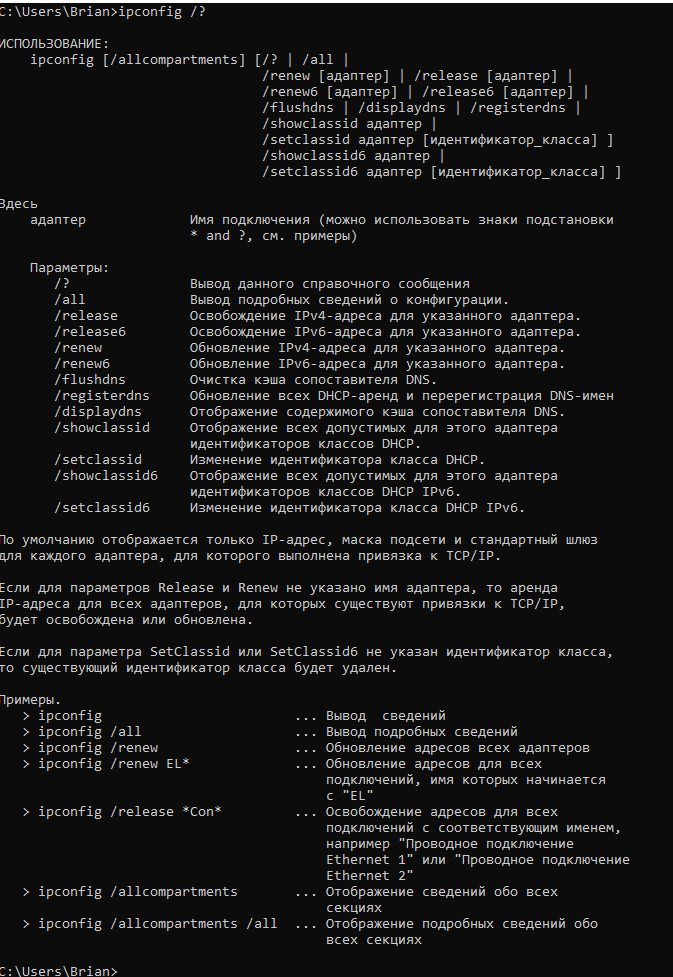 C:\Users\Brian>ipconfig /?
ИСПОЛЬЗОВАНИЕ:
ipconfig [/allcompartments] [/? | /all |
/renew [адаптер] | /release [адаптер] |
/renew6 [адаптер] | /release6 [адаптер] |
/flushdns | /displaydns | /registerdns |
/showclassid адаптер |
/setclassid адаптер [идентификатор_класса] ]
/showclassid6 адаптер |
/setclassid6 адаптер [идентификатор_класса] ]
Здесь
адаптер Имя подключения (можно использовать знаки подстановки
* and ?, см. примеры)
Параметры:
/? Вывод данного справочного сообщения
/all Вывод подробных сведений о конфигурации.
/release Освобождение IPv4-адреса для указанного адаптера.
/release6 Освобождение IPv6-адреса для указанного адаптера.
/renew Обновление IPv4-адреса для указанного адаптера.
/renew6 Обновление IPv6-адреса для указанного адаптера.
/flushdns Очистка кэша сопоставителя DNS.
/registerdns Обновление всех DHCP-аренд и перерегистрация DNS-имен
/displaydns Отображение содержимого кэша сопоставителя DNS.
/showclassid Отображение всех допустимых для этого адаптера
идентификаторов классов DHCP.
/setclassid Изменение идентификатора класса DHCP.
/showclassid6 Отображение всех допустимых для этого адаптера
идентификаторов классов DHCP IPv6.
/setclassid6 Изменение идентификатора класса DHCP IPv6.
По умолчанию отображается только IP-адрес, маска подсети и стандартный шлюз
для каждого адаптера, для которого выполнена привязка к TCP/IP.
Если для параметров Release и Renew не указано имя адаптера, то аренда
IP-адреса для всех адаптеров, для которых существуют привязки к TCP/IP,
будет освобождена или обновлена.
Если для параметра SetClassid или SetClassid6 не указан идентификатор класса,
то существующий идентификатор класса будет удален.
Примеры.
> ipconfig ... Вывод сведений
> ipconfig /all ... Вывод подробных сведений
> ipconfig /renew ... Обновление адресов всех адаптеров
> ipconfig /renew EL* ... Обновление адресов для всех
подключений, имя которых начинается
с "EL"
> ipconfig /release *Con* ... Освобождение адресов для всех
подключений с соответствующим именем,
например "Проводное подключение
Ethernet 1" или "Проводное подключение
Ethernet 2"
> ipconfig /allcompartments ... Отображение сведений обо всех
секциях
> ipconfig /allcompartments /all ... Отображение подробных сведений обо
всех секциях
C:\Users\Brian>